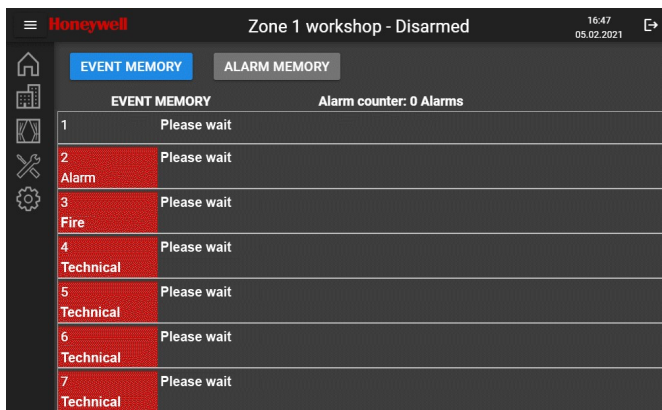 Honeywell
Zone 1 workshop - Disarmed
16:47
05.02.2021
EVENT MEMORY
ALARM MEMORY
EVENT MEMORY
Alarm counter: 0 Alarms
1
Please wait
2
Please wait
Alarm
3
Please wait
Fire
4
Please wait
Technical
5
Please wait
Technical
6
Please wait
Technical
7
Please wait
Technical